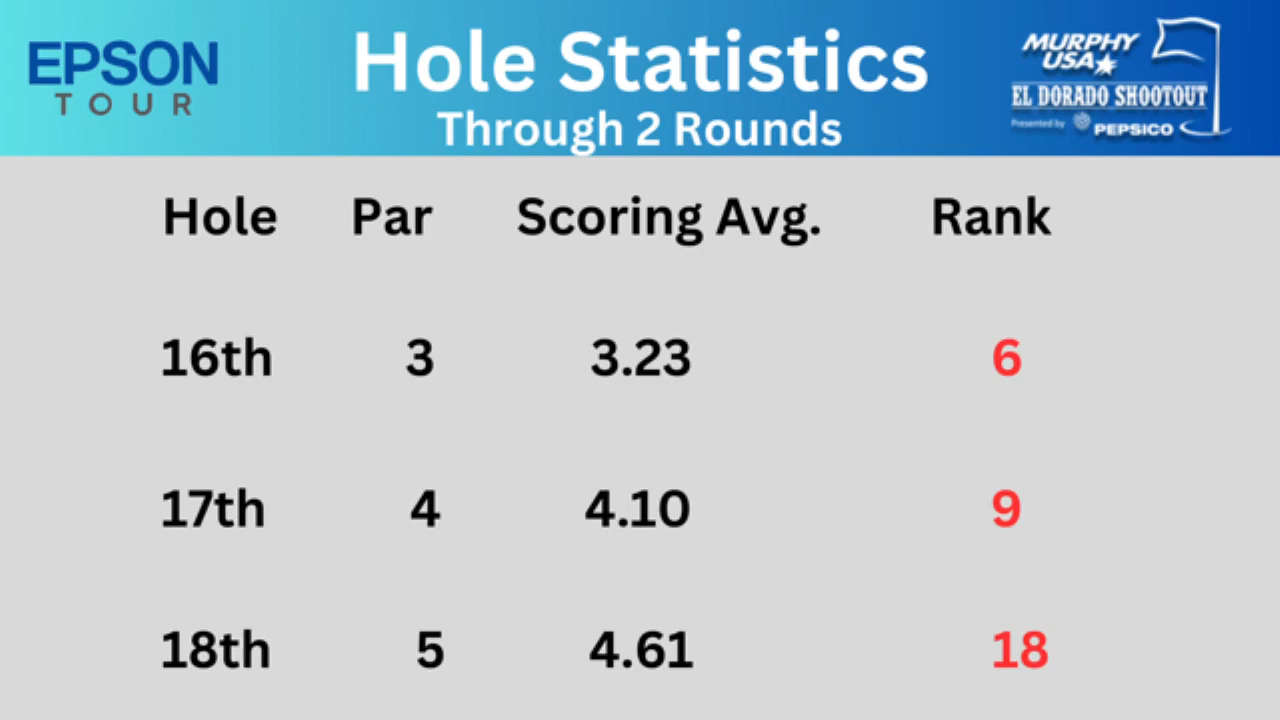 EPSON
TOUR
Hole Statistics
Through 2 Rounds
MURPHY
USA
EL DORADO SHOOTOUT
Presented by PEPSICO
Hole Par Scoring Avg. Rank
16th 3 3.23 6
17th 4 4.10 9
18th 5 4.61 18